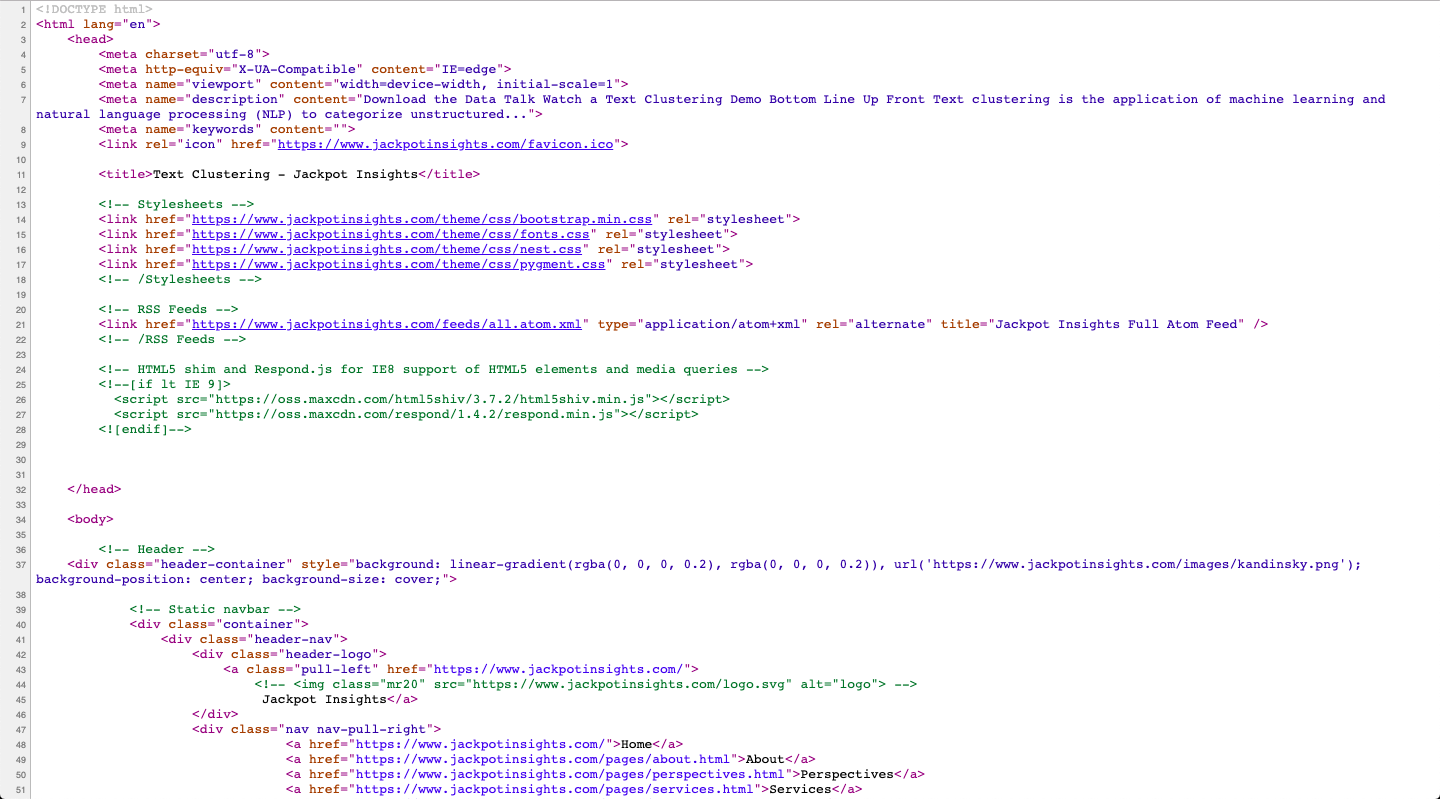 1 <!DOCTYPE html>
2 <html lang="en">
3     <head>
4         <meta charset="utf-8">
5         <meta http-equiv="X-UA-Compatible" content="IE=edge">
6         <meta name="viewport" content="width=device-width, initial-scale=1">
7         <meta name="description" content="Download the Data Talk Watch a Text Clustering Demo Bottom Line Up Front Text clustering is the application of machine learning and
natural language processing (NLP) to categorize unstructured...">
8         <meta name="keywords" content="">
9         <link rel="icon" href="https://www.jackpotinsights.com/favicon.ico">
10
11         <title>Text Clustering - Jackpot Insights</title>
12
13         <!-- Stylesheets -->
14         <link href="https://www.jackpotinsights.com/theme/css/bootstrap.min.css" rel="stylesheet">
15         <link href="https://www.jackpotinsights.com/theme/css/fonts.css" rel="stylesheet">
16         <link href="https://www.jackpotinsights.com/theme/css/nest.css" rel="stylesheet">
17         <link href="https://www.jackpotinsights.com/theme/css/pygment.css" rel="stylesheet">
18         <!-- /Stylesheets -->
19
20         <!-- RSS Feeds -->
21         <link href="https://www.jackpotinsights.com/feeds/all.atom.xml" type="application/atom+xml" rel="alternate" title="Jackpot Insights Full Atom Feed" />
22         <!-- /RSS Feeds -->
23
24         <!-- HTML5 shim and Respond.js for IE8 support of HTML5 elements and media queries -->
25         <!--[if lt IE 9]>
26           <script src="https://oss.maxcdn.com/html5shiv/3.7.2/html5shiv.min.js"></script>
27           <script src="https://oss.maxcdn.com/respond/1.4.2/respond.min.js"></script>
28         <![endif]-->
29
30
31
32     </head>
33
34     <body>
35
36         <!-- Header -->
37     <div class="header-container" style="background: linear-gradient(rgba(0, 0, 0, 0.2), rgba(0, 0, 0, 0.2)), url('https://www.jackpotinsights.com/images/kandinsky.png');
background-position: center; background-size: cover;">
38
39             <!-- Static navbar -->
40             <div class="container">
41                 <div class="header-nav">
42                     <div class="header-logo">
43                         <a class="pull-left" href="https://www.jackpotinsights.com/">
44                             <!-- <img class="mr20" src="https://www.jackpotinsights.com/logo.svg" alt="logo"> -->
45                              Jackpot Insights</a>
46                     </div>
47                     <div class="nav nav-pull-right">
48                                 <a href="https://www.jackpotinsights.com/">Home</a>
49                                 <a href="https://www.jackpotinsights.com/pages/about.html">About</a>
50                                 <a href="https://www.jackpotinsights.com/pages/perspectives.html">Perspectives</a>
51                                 <a href="https://www.jackpotinsights.com/pages/services.html">Services</a>